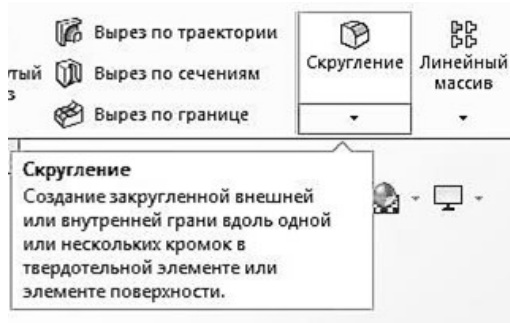 Вырез по траектории
тый
Вырез по сечениям
з
Вырез по границе
Скругление
Линейный
массив
Скругление
Создание закругленной внешней
или внутренней грани вдоль одной
или нескольких кромок в
твердотельной элементе или
элементе поверхности.